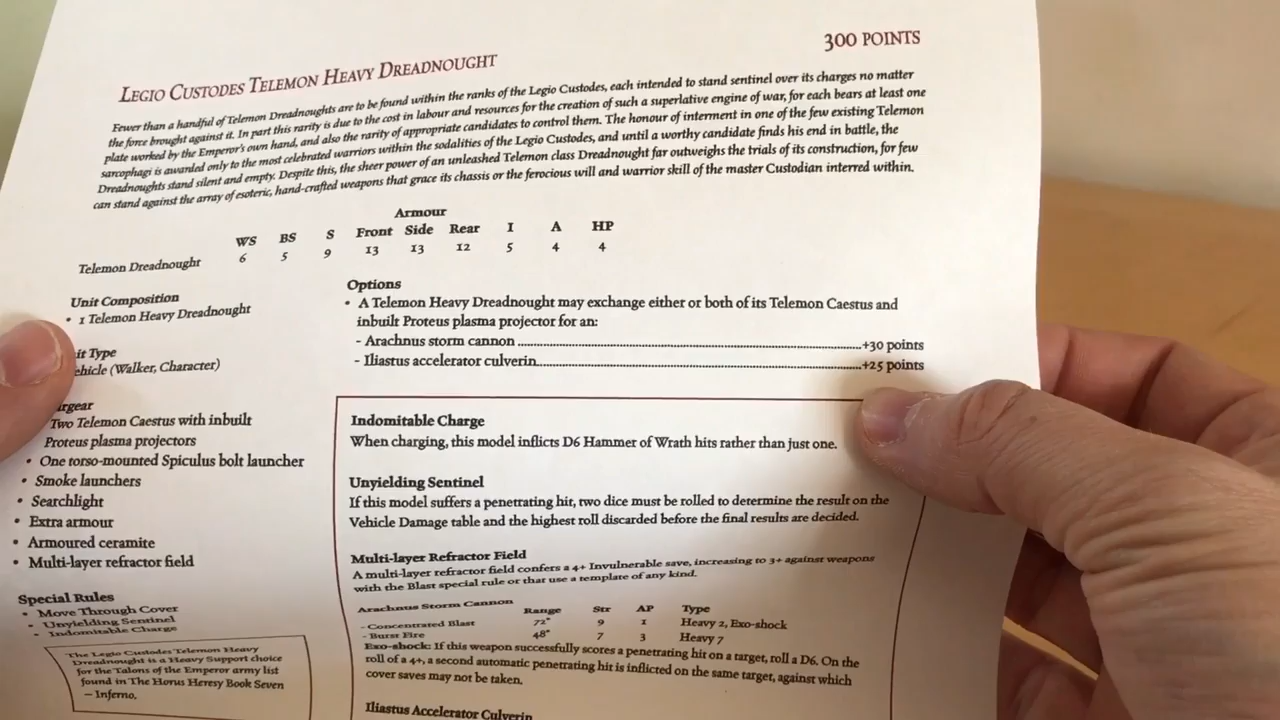 LEGIO CUSTODES TELEMON HEAVY DREADNOUGHT
300 POINTS
Fewer than a handful of Telemon Dreadnoughts are to be found within the ranks of the Legio Custodes, each intended to stand sentinel over its charges no matter
the force brought against it. In part this rarity is due to the cost in labour and resources for the creation of such a superlative engine of war, for each bears at least one
plate worked by the Emperor's own hand, and also the rarity of appropriate candidates to control them. The honour of interment in one of the few existing Telemon
sarcophagi is awarded only to the most celebrated warriors within the sodalities of the Legio Custodes, and until a worthy candidate finds his end in battle, the
Dreadnoughts stand silent and empty. Despite this, the sheer power of an unleashed Telemon class Dreadnought far outweighs the trials of its construction, for few
can stand against the array of esoteric, hand-crafted weapons that grace its chassis or the ferocious will and warrior skill of the master Custodian interred within.
Armour
WS BS S Front Side Rear I A HP
Telemon Dreadnought 6 5 9 13 13 12 5 4 4
Unit Composition
• 1 Telemon Heavy Dreadnought
it Type
ehicle (Walker, Character)
rgear
Two Telemon Caestus with inbuilt
Proteus plasma projectors
• One torso-mounted Spiculus bolt launcher
• Smoke launchers
• Searchlight
• Extra armour
• Armoured ceramite
• Multi-layer refractor field
Special Rules
• Move Through Cover
• Unyielding Sentinel
• Indomitable Charge
The Legio Custodes Telemon Heavy
Dreadnought is a Heavy Support choice
for the Talons of the Emperor army list
found in The Horus Heresy Book Seven
– Inferno.
Options
• A Telemon Heavy Dreadnought may exchange either or both of its Telemon Caestus and
inbuilt Proteus plasma projector for an:
- Arachnus storm cannon ..........+30 points
- Iliastus accelerator culverin..........+25 points
Indomitable Charge
When charging, this model inflicts D6 Hammer of Wrath hits rather than just one.
Unyielding Sentinel
If this model suffers a penetrating hit, two dice must be rolled to determine the result on the
Vehicle Damage table and the highest roll discarded before the final results are decided.
Multi-layer Refractor Field
A multi-layer refractor field confers a 4+ Invulnerable save, increasing to 3+ against weapons
with the Blast special rule or that use a template of any kind.
Arachnus Storm Cannon Range Str AP Type
- Concentrated Blast 72" 9 1 Heavy 2, Exo-shock
- Burst Fire 48" 7 3 Heavy 7
Exo-shock: If this weapon successfully scores a penetrating hit on a target, roll a D6. On the
roll of a 4+, a second automatic penetrating hit is inflicted on the same target, against which
cover saves may not be taken.
Iliastus Accelerator Culverin